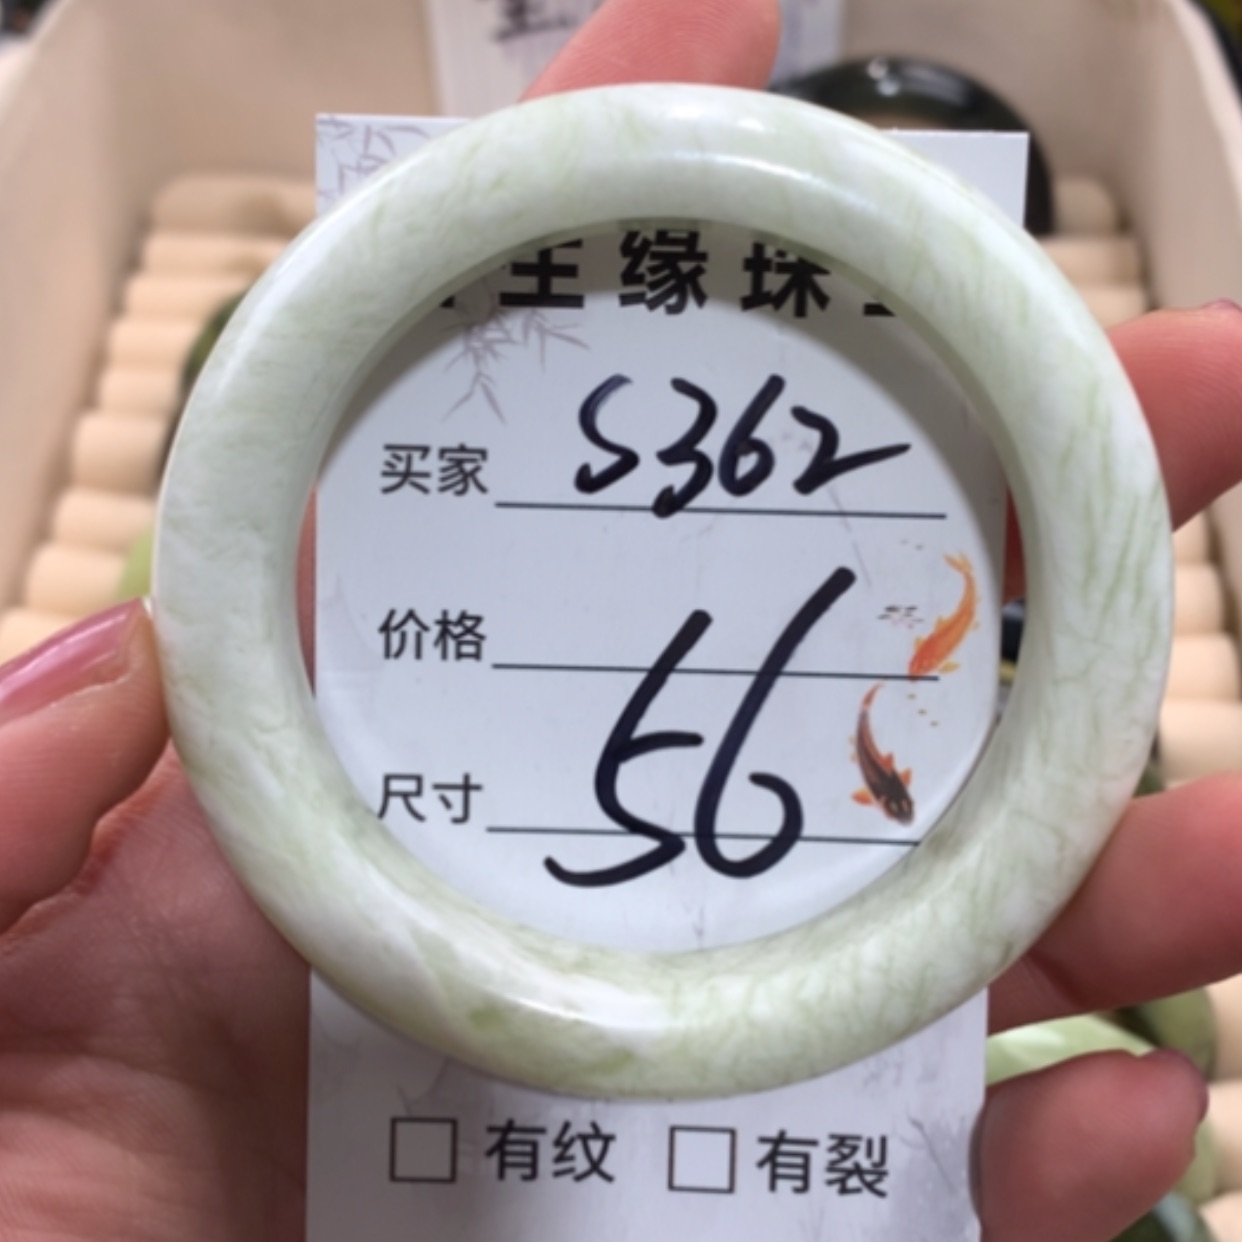 缘珠
买家 S362
价格
尺寸 56
有纹 有裂